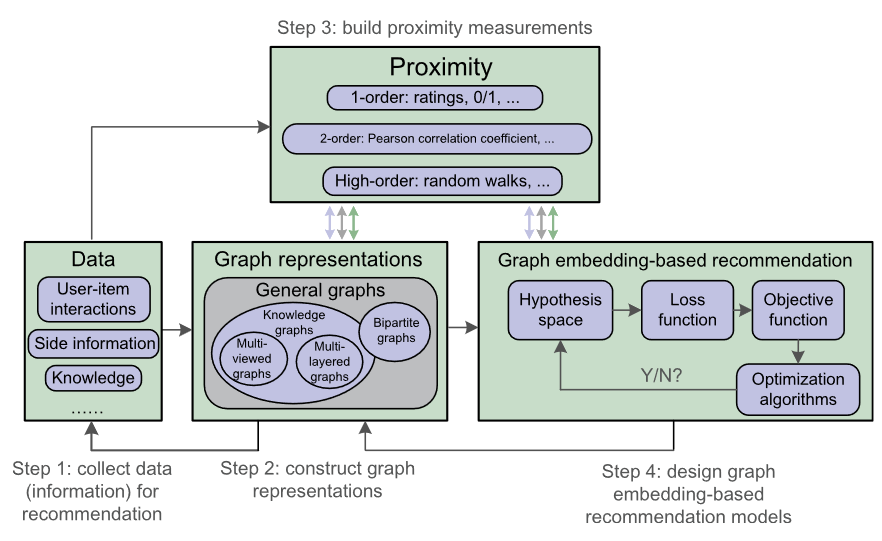 Step 3: build proximity measurements
Proximity
1-order: ratings, 0/1, ...
2-order: Pearson correlation coefficient, ...
High-order: random walks, ...
Data
User-item
interactions
Side information
Knowledge
......
Graph representations
General graphs
Knowledge
graphs
Multi-
viewed
graphs
Multi-
layered
graphs
Bipartite
graphs
Graph embedding-based recommendation
Hypothesis
space
Loss
function
Objective
function
Y/N?
Optimization
algorithms
Step 1: collect data
(information) for
recommendation
Step 2: construct graph
representations
Step 4: design graph
embedding-based
recommendation models